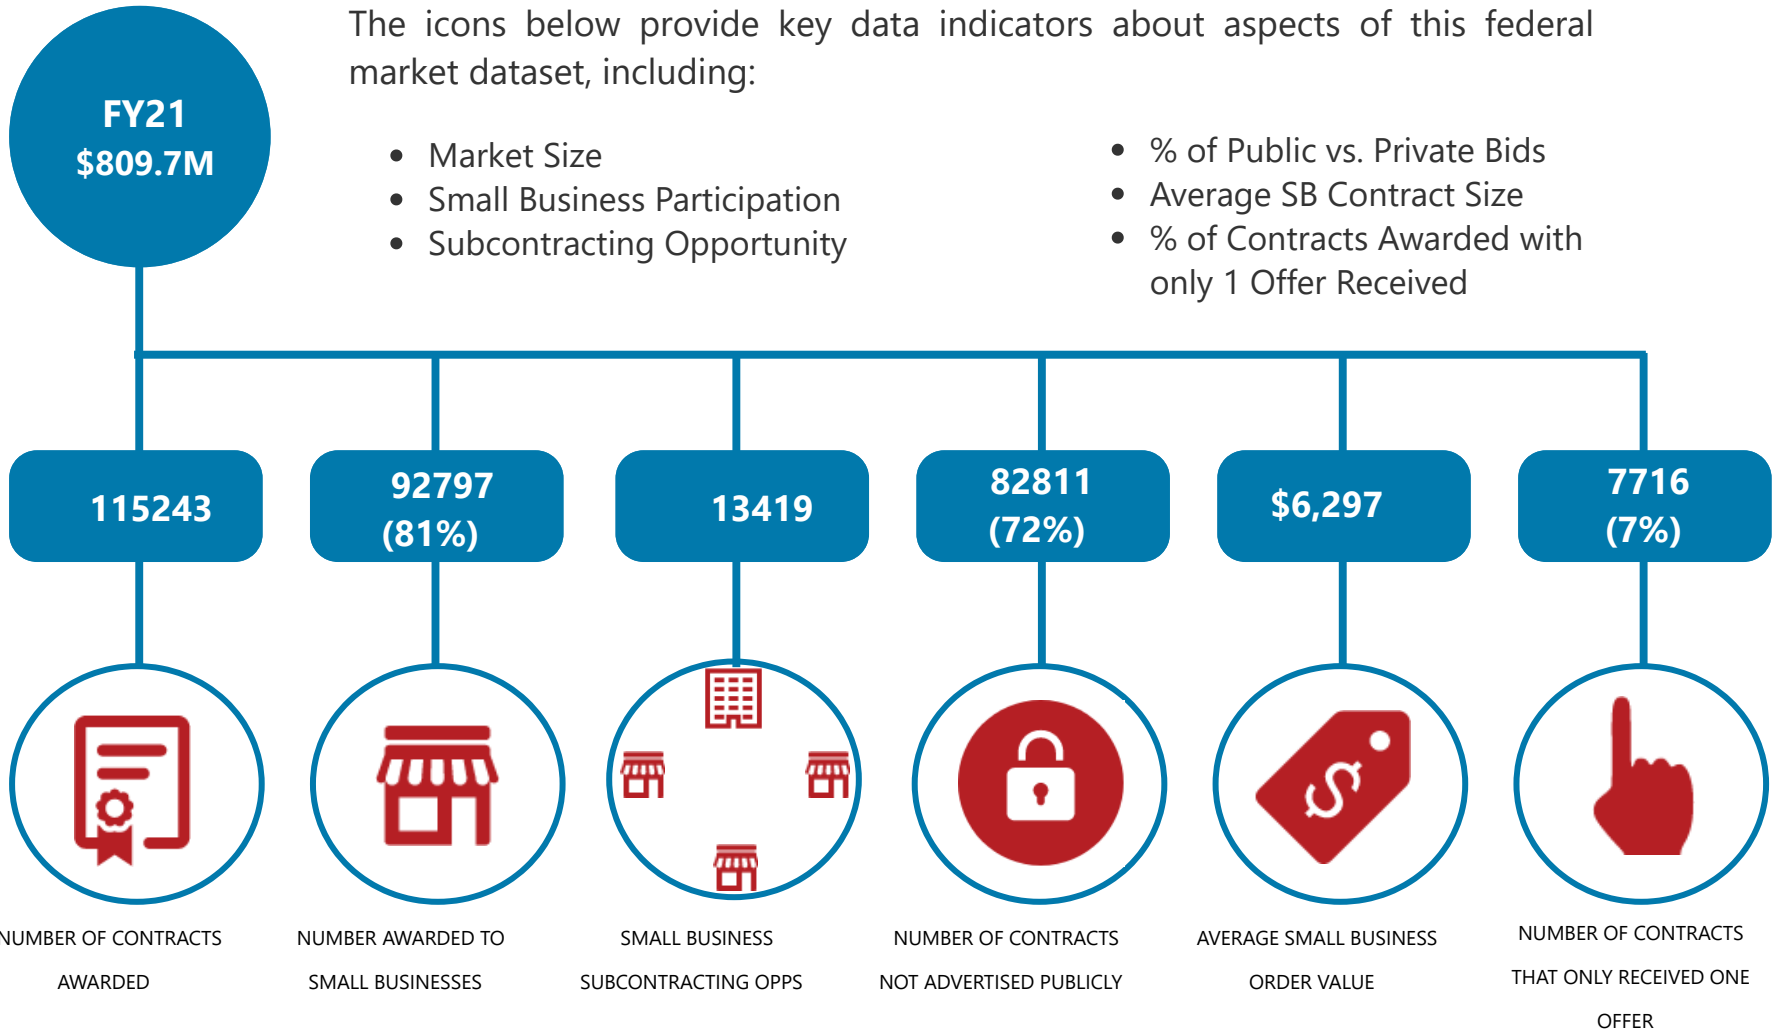 FY21
$809.7M
The icons below provide key data indicators about aspects of this federal
market dataset, including:
• Market Size
• Small Business Participation
• Subcontracting Opportunity
• % of Public vs. Private Bids
• Average SB Contract Size
• % of Contracts Awarded with
only 1 Offer Received
115243
92797
(81%)
13419
82811
(72%)
$6,297
7716
(7%)
NUMBER OF CONTRACTS
AWARDED
NUMBER AWARDED TO
SMALL BUSINESSES
SMALL BUSINESS
SUBCONTRACTING OPPS
NUMBER OF CONTRACTS
NOT ADVERTISED PUBLICLY
AVERAGE SMALL BUSINESS
ORDER VALUE
NUMBER OF CONTRACTS
THAT ONLY RECEIVED ONE
OFFER